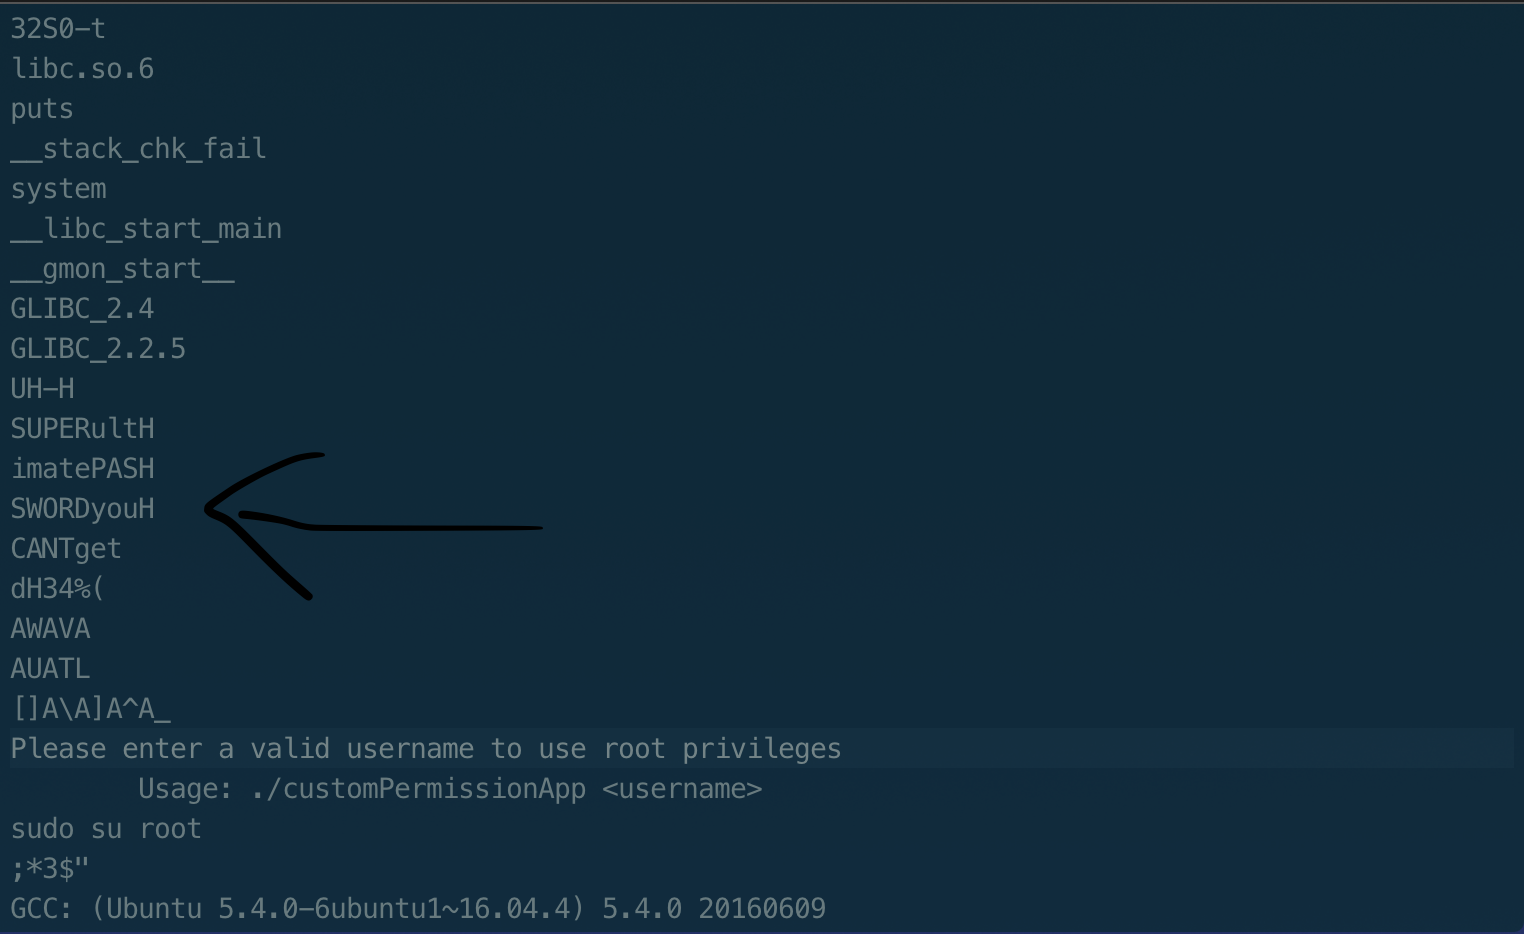 32S0-t
libc.so.6
puts
__stack_chk_fail
system
__libc_start_main
__gmon_start__
GLIBC_2.4
GLIBC_2.2.5
UH-H
SUPERultH
imatePASH
SWORDyouH
CANTget
dH34%(
AWAVA
AUATL
[]A\A]A^A_
Please enter a valid username to use root privileges
Usage: ./customPermissionApp <username>
sudo su root
;*3$"
GCC: (Ubuntu 5.4.0-6ubuntu1~16.04.4) 5.4.0 20160609